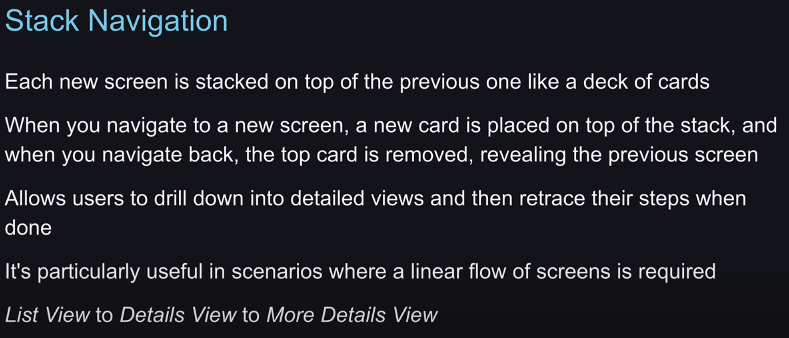 Stack Navigation
Each new screen is stacked on top of the previous one like a deck of cards
When you navigate to a new screen, a new card is placed on top of the stack, and
when you navigate back, the top card is removed, revealing the previous screen
Allows users to drill down into detailed views and then retrace their steps when
done
It's particularly useful in scenarios where a linear flow of screens is required
List View to Details View to More Details View